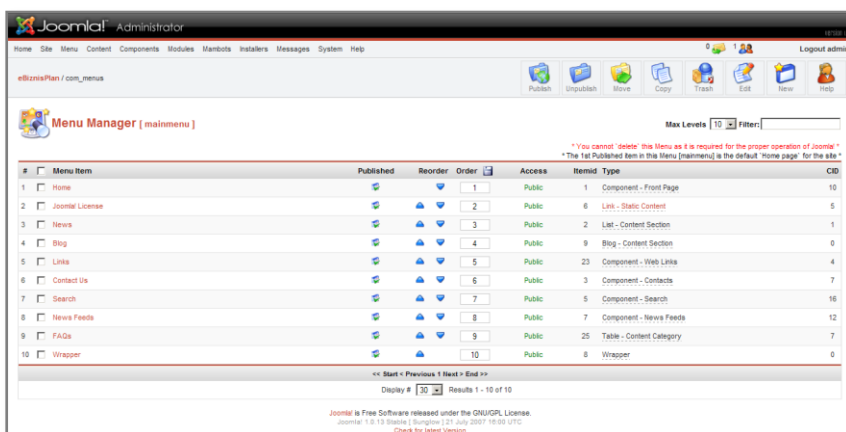 Joomla! Administrator
Home Site Menu Content Components Modules Mambots Installers Messages System Help 0 1 Logout admi
eBiznisPlan / com_menus
Publish Unpublish Move Copy Trash Edit New Help
Menu Manager [ mainmenu ]
Max Levels 10 Filter:
* You cannot `delete` this Menu as it is required for the proper operation of Joomla! *
* The 1st Published item in this Menu [mainmenu] is the default `Home page` for the site *
# Menu Item Published Reorder Order Access Itemid Type CID
1 Home 1 Public 1 Component - Front Page 10
2 Joomla! License 2 Public 6 Link - Static Content 5
3 News 3 Public 2 List - Content Section 1
4 Blog 4 Public 9 Blog - Content Section 0
5 Links 5 Public 23 Component - Web Links 4
6 Contact Us 6 Public 3 Component - Contacts 7
7 Search 7 Public 5 Component - Search 16
8 News Feeds 8 Public 7 Component - News Feeds 12
9 FAQs 9 Public 25 Table - Content Category 7
10 Wrapper 10 Public 8 Wrapper 0
<< Start < Previous 1 Next > End >>
Display # 30 Results 1 - 10 of 10
Joomla! is Free Software released under the GNU/GPL License.
Joomla! 1.0.13 Stable [ Sunglow ] 21 July 2007 16:00 UTC
Check for latest Version